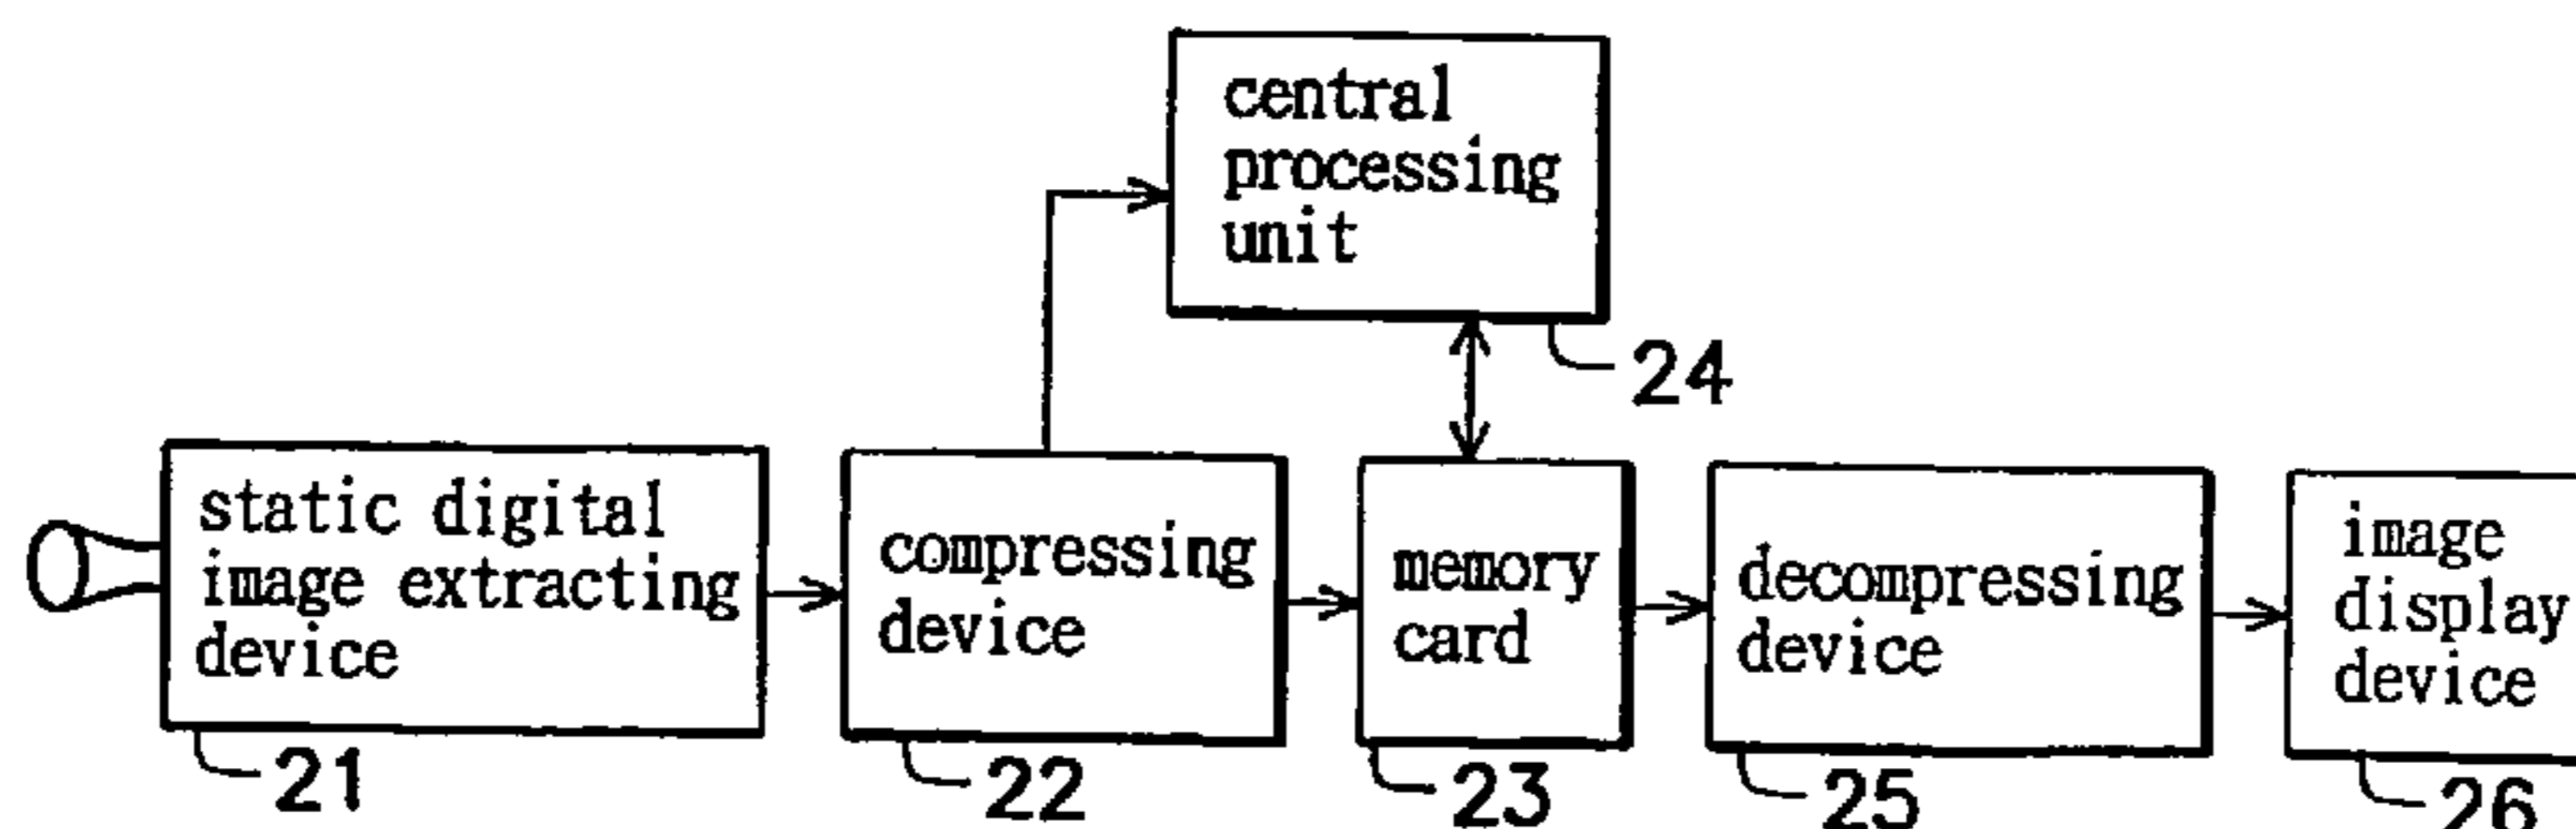 central
processing
unit
24
static digital
image extracting
device
21
compressing
device
22
memory
card
23
decompressing
device
25
image
display
device
26